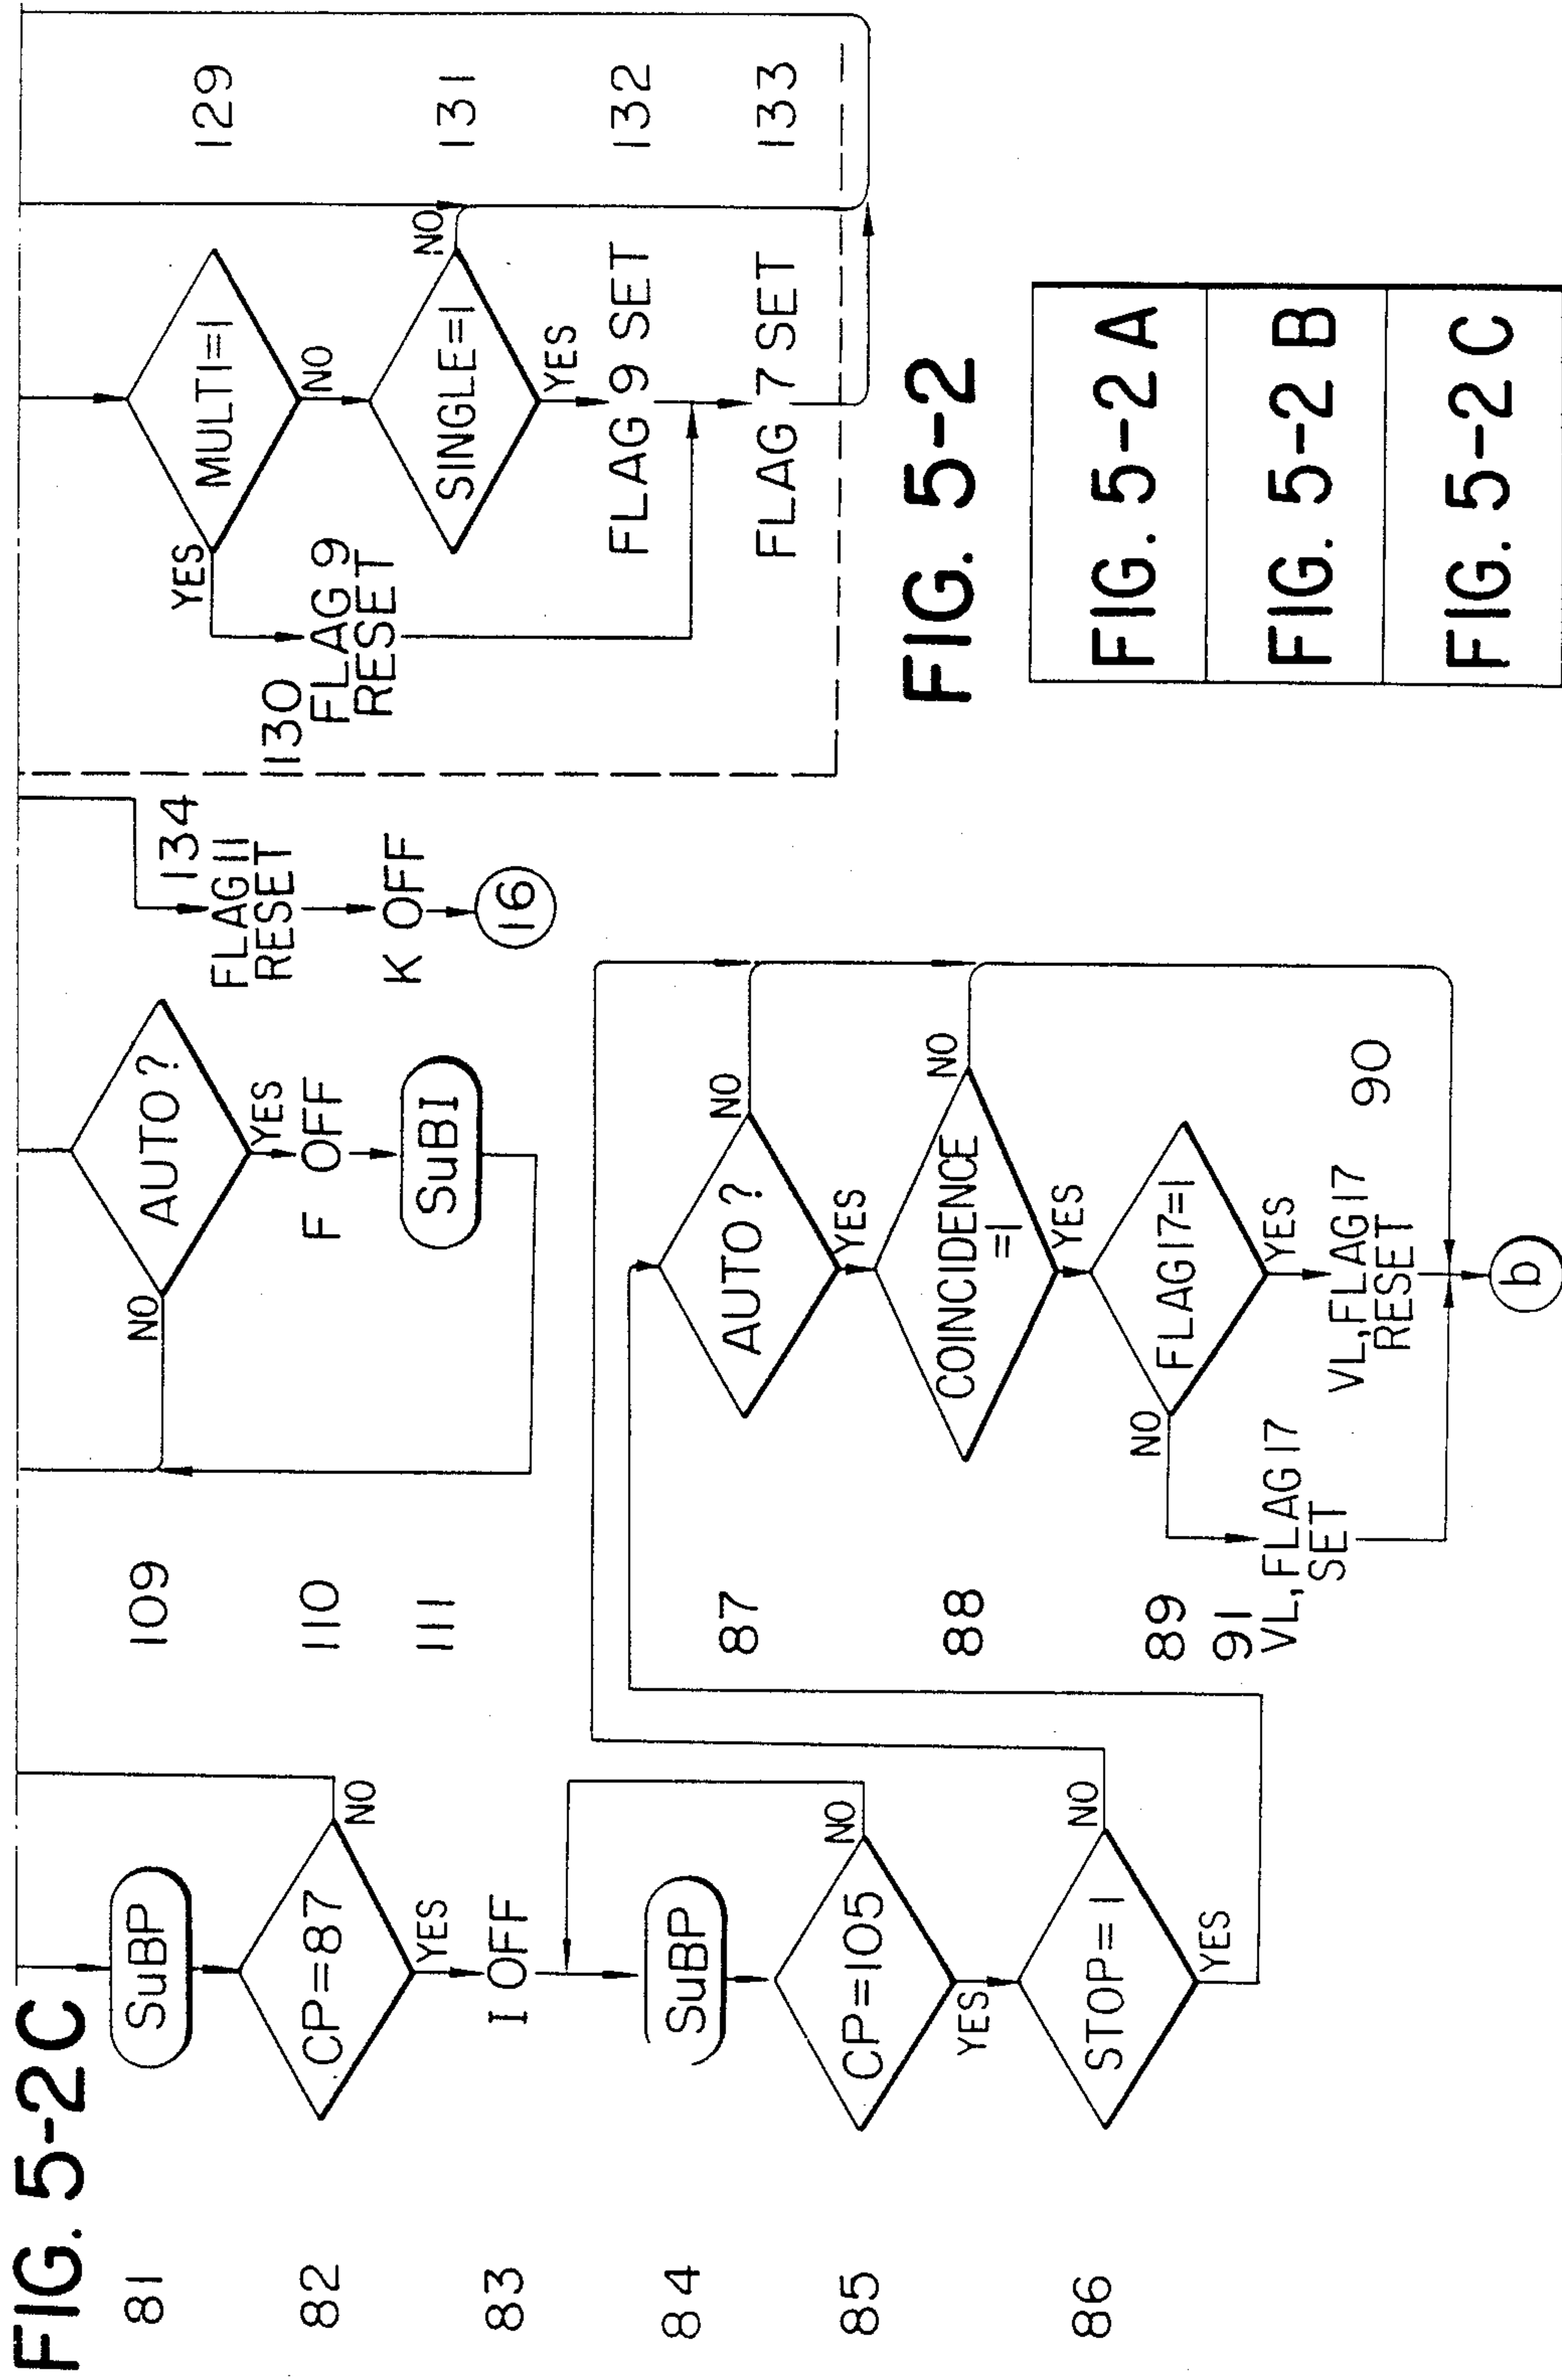 FIG. 5-2C
81
SuBP
82
CP=87
NO
YES
83
I OFF
84
SuBP
85
CP=105
NO
YES
86
STOP=1
NO
YES
109
AUTO?
NO
YES
110
F OFF
111
SuBI
134
FLAG11
RESET
K OFF
16
87
AUTO?
NO
YES
88
COINCIDENCE
=1
NO
YES
89
FLAG17=1
NO
YES
91
VL,FLAG17
SET
VL,FLAG17
RESET
90
b
129
MULTI=1
YES
NO
130
FLAG 9
RESET
131
SINGLE=1
NO
YES
FLAG 9 SET
132
FLAG 7 SET
133
FIG. 5-2
FIG. 5-2 A
FIG. 5-2 B
FIG. 5-2 C